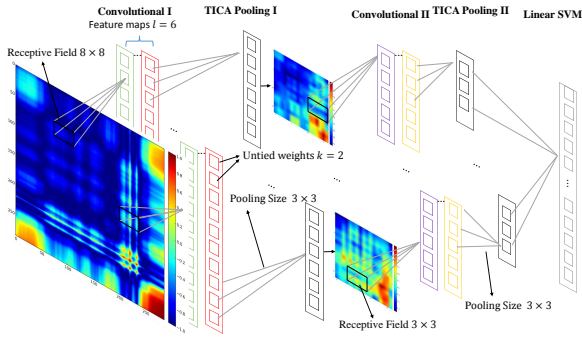 Convolutional I
TICA Pooling I
Convolutional II
TICA Pooling II
Linear SVM
Feature maps l = 6
Receptive Field 8 × 8
Untied weights k = 2
Pooling Size 3 × 3
Pooling Size 3 × 3
Receptive Field 3 × 3